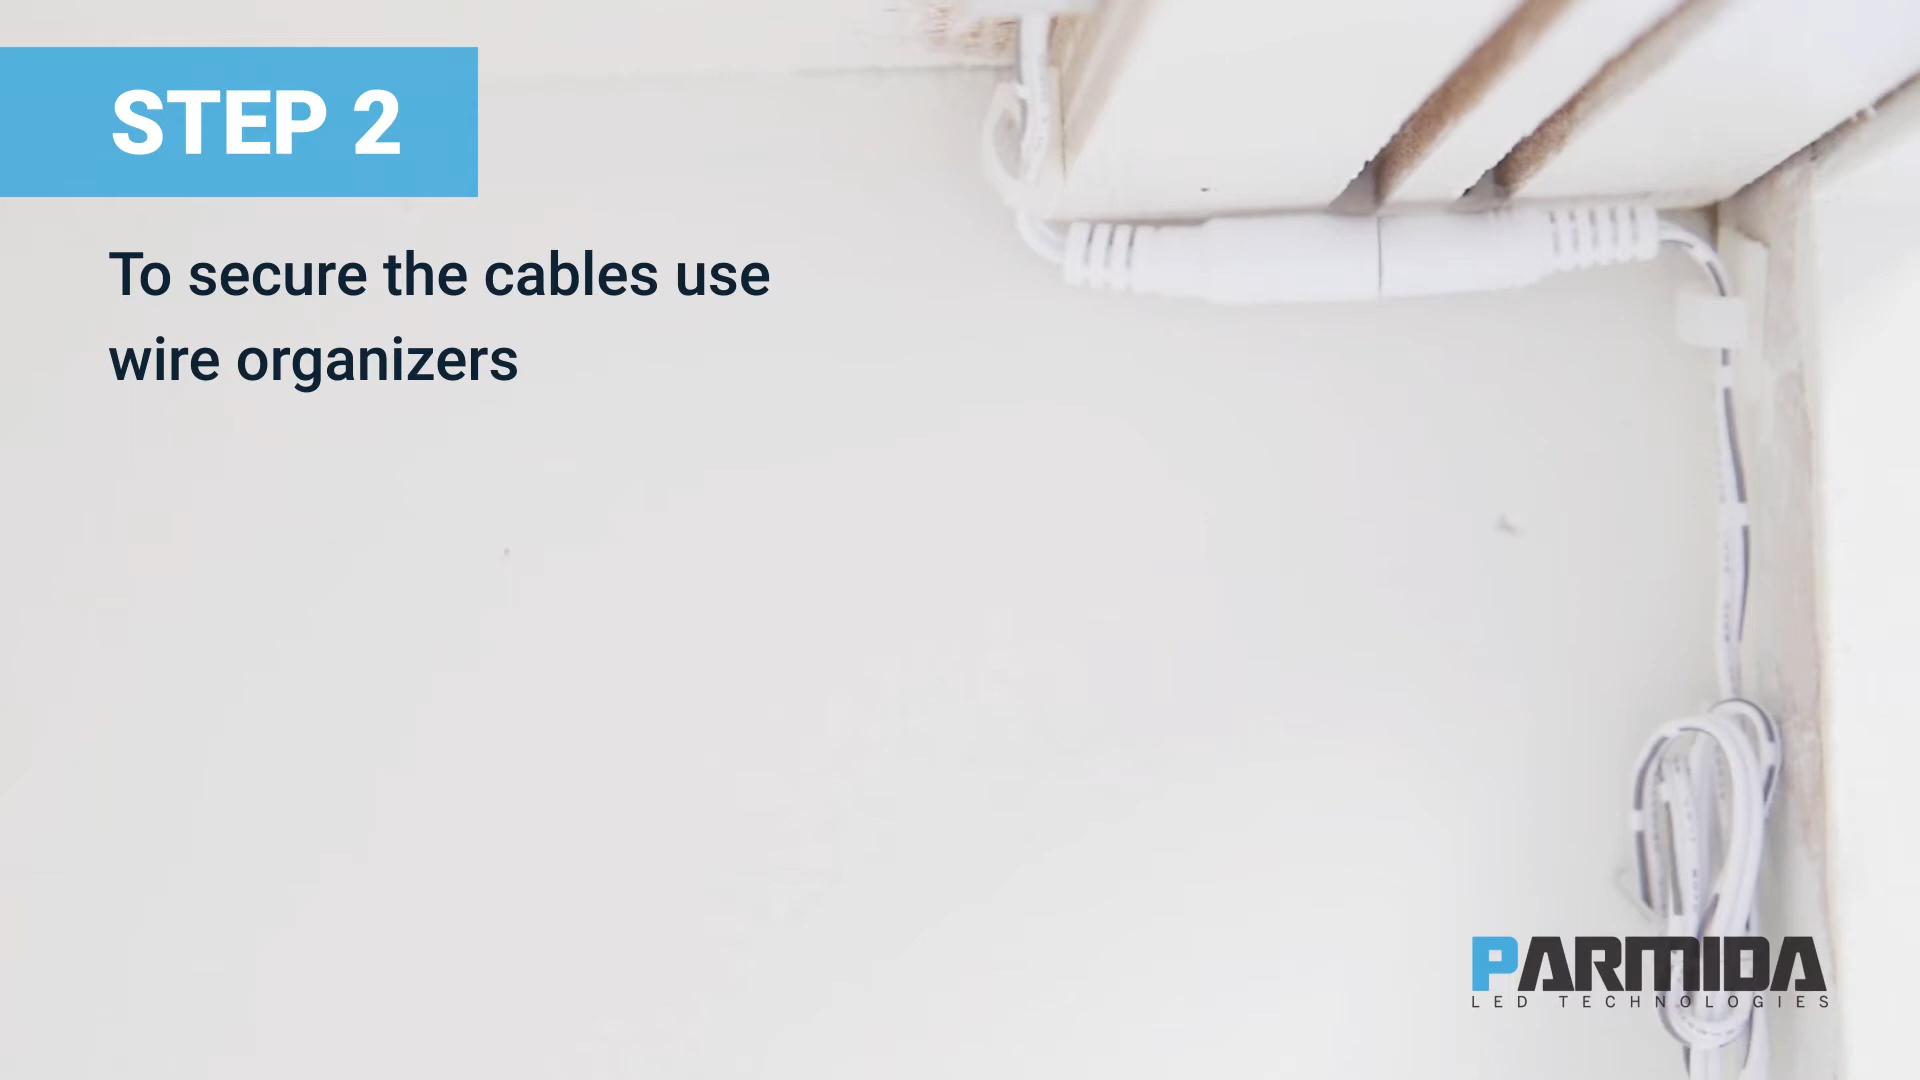 STEP 2
To secure the cables use
wire organizers
PARMIDA
LED TECHNOLOGIES